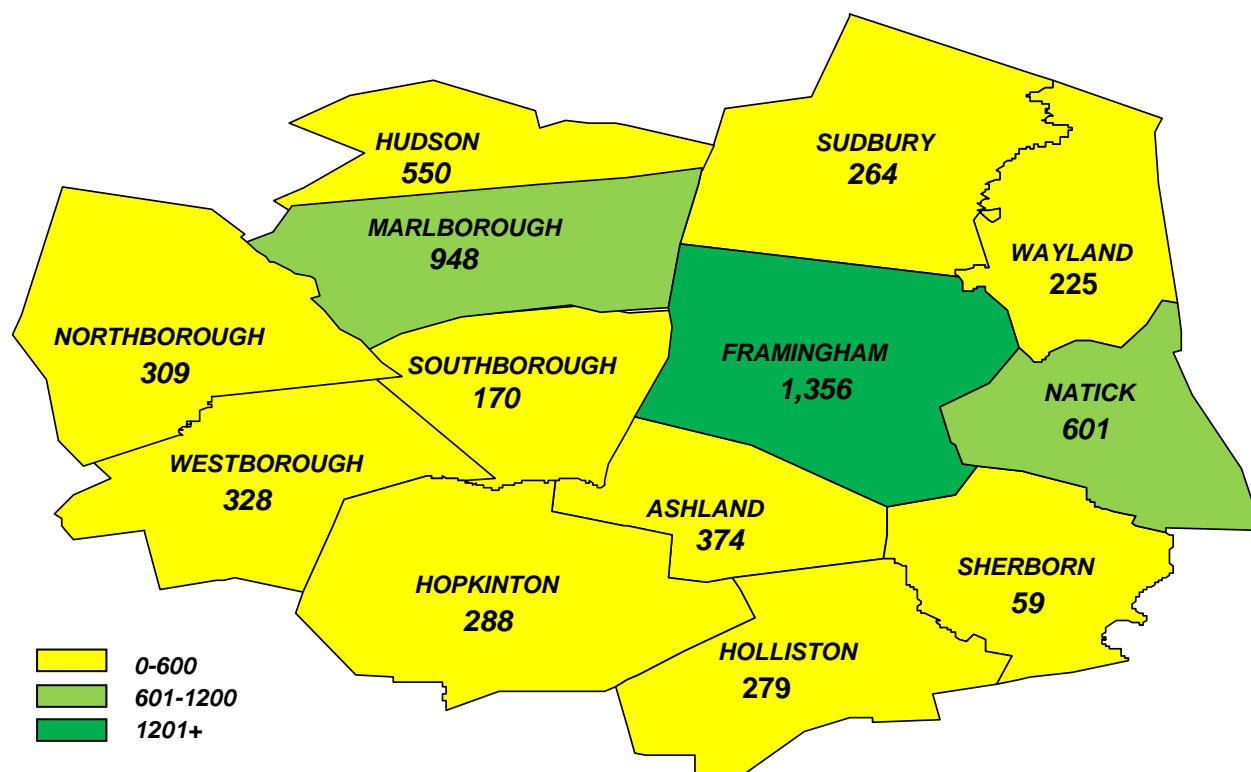 HUDSON
550
SUDBURY
264
MARLBOROUGH
948
WAYLAND
225
NORTHBOROUGH
309
SOUTHBOROUGH
170
FRAMINGHAM
1,356
NATICK
601
WESTBOROUGH
328
ASHLAND
374
HOPKINTON
288
SHERBORN
59
HOLLISTON
279
0-600
601-1200
1201+